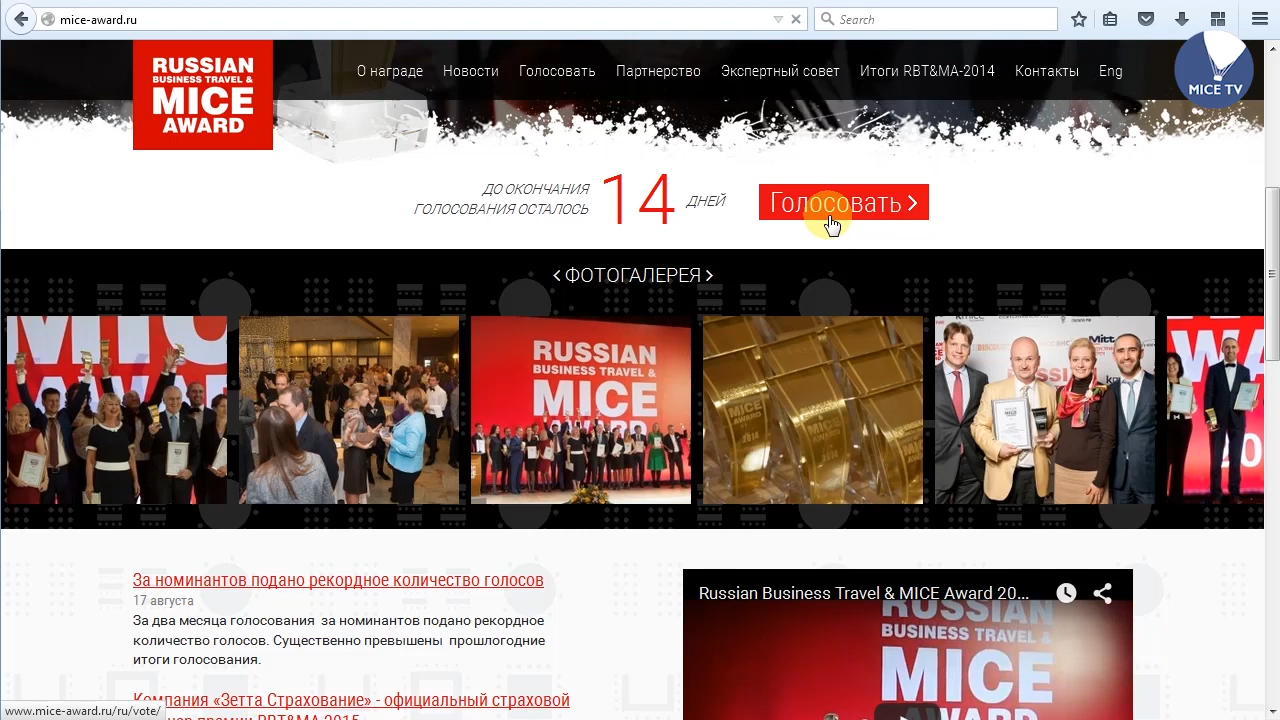 mice-award.ru
Search
RUSSIAN
BUSINESS TRAVEL &
MICE
AWARD
О награде
Новости
Голосовать
Партнерство
Экспертный совет
Итоги RBT&MA-2014
Контакты
Eng
MICE TV
ДО ОКОНЧАНИЯ
ГОЛОСОВАНИЯ ОСТАЛОСЬ
14
ДНЕЙ
Голосовать >
< ФОТОГАЛЕРЕЯ >
RUSSIAN
BUSINESS TRAVEL &
MICE
AWARD
За номинантов подано рекордное количество голосов
17 августа
За два месяца голосования за номинантов подано рекордное
количество голосов. Существенно превышены прошлогодние
итоги голосования.
Компания «Зетта Страхование» - официальный страховой
Russian Business Travel & MICE Award 20...
RUSSIAN
BUSINESS TRAVEL &
MICE
AWARD
www.mice-award.ru/ru/vote/